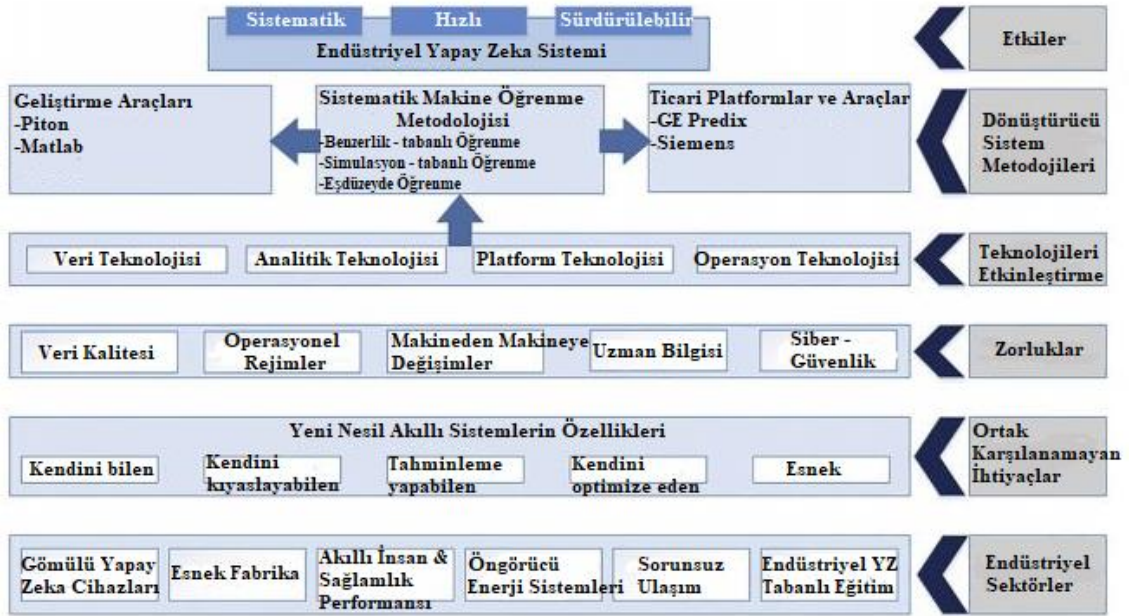 Sistematik
Hızlı
Sürdürülebilir
Endüstriyel Yapay Zeka Sistemi
Etkiler
Geliştirme Araçları
-Piton
-Matlab
Sistematik Makine Öğrenme
Metodolojisi
-Benzerlik - tabanlı Öğrenme
-Simulasyon - tabanlı Öğrenme
-Eşdüzeyde Öğrenme
Ticari Platformlar ve Araçlar
-GE Predix
-Siemens
Dönüştürücü
Sistem
Metodojileri
Veri Teknolojisi
Analitik Teknolojisi
Platform Teknolojisi
Operasyon Teknolojisi
Teknolojileri
Etkinleştirme
Veri Kalitesi
Operasyonel
Rejimler
Makineden Makineye
Değişimler
Uzman Bilgisi
Siber -
Güvenlik
Zorluklar
Yeni Nesil Akıllı Sistemlerin Özellikleri
Kendini bilen
Kendini
kıyaslayabilen
Tahminleme
yapabilen
Kendini
optimize eden
Esnek
Ortak
Karşılanamayan
İhtiyaçlar
Gömülü Yapay
Zeka Cihazları
Esnek Fabrika
Akıllı İnsan &
Sağlamlık
Performansı
Öngörücü
Enerji Sistemleri
Sorunsuz
Ulaşım
Endüstriyel YZ
Tabanlı Eğitim
Endüstriyel
Sektörler